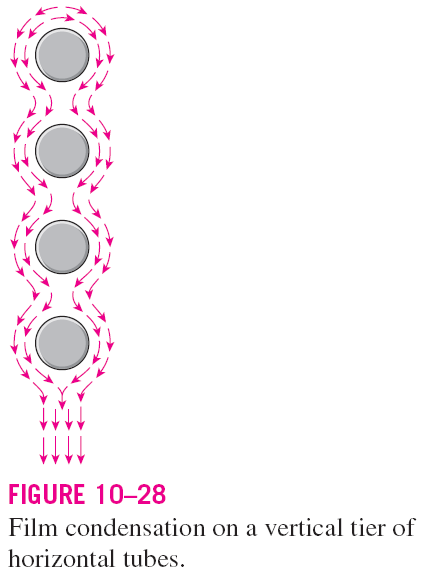 FIGURE 10–28
Film condensation on a vertical tier of
horizontal tubes.